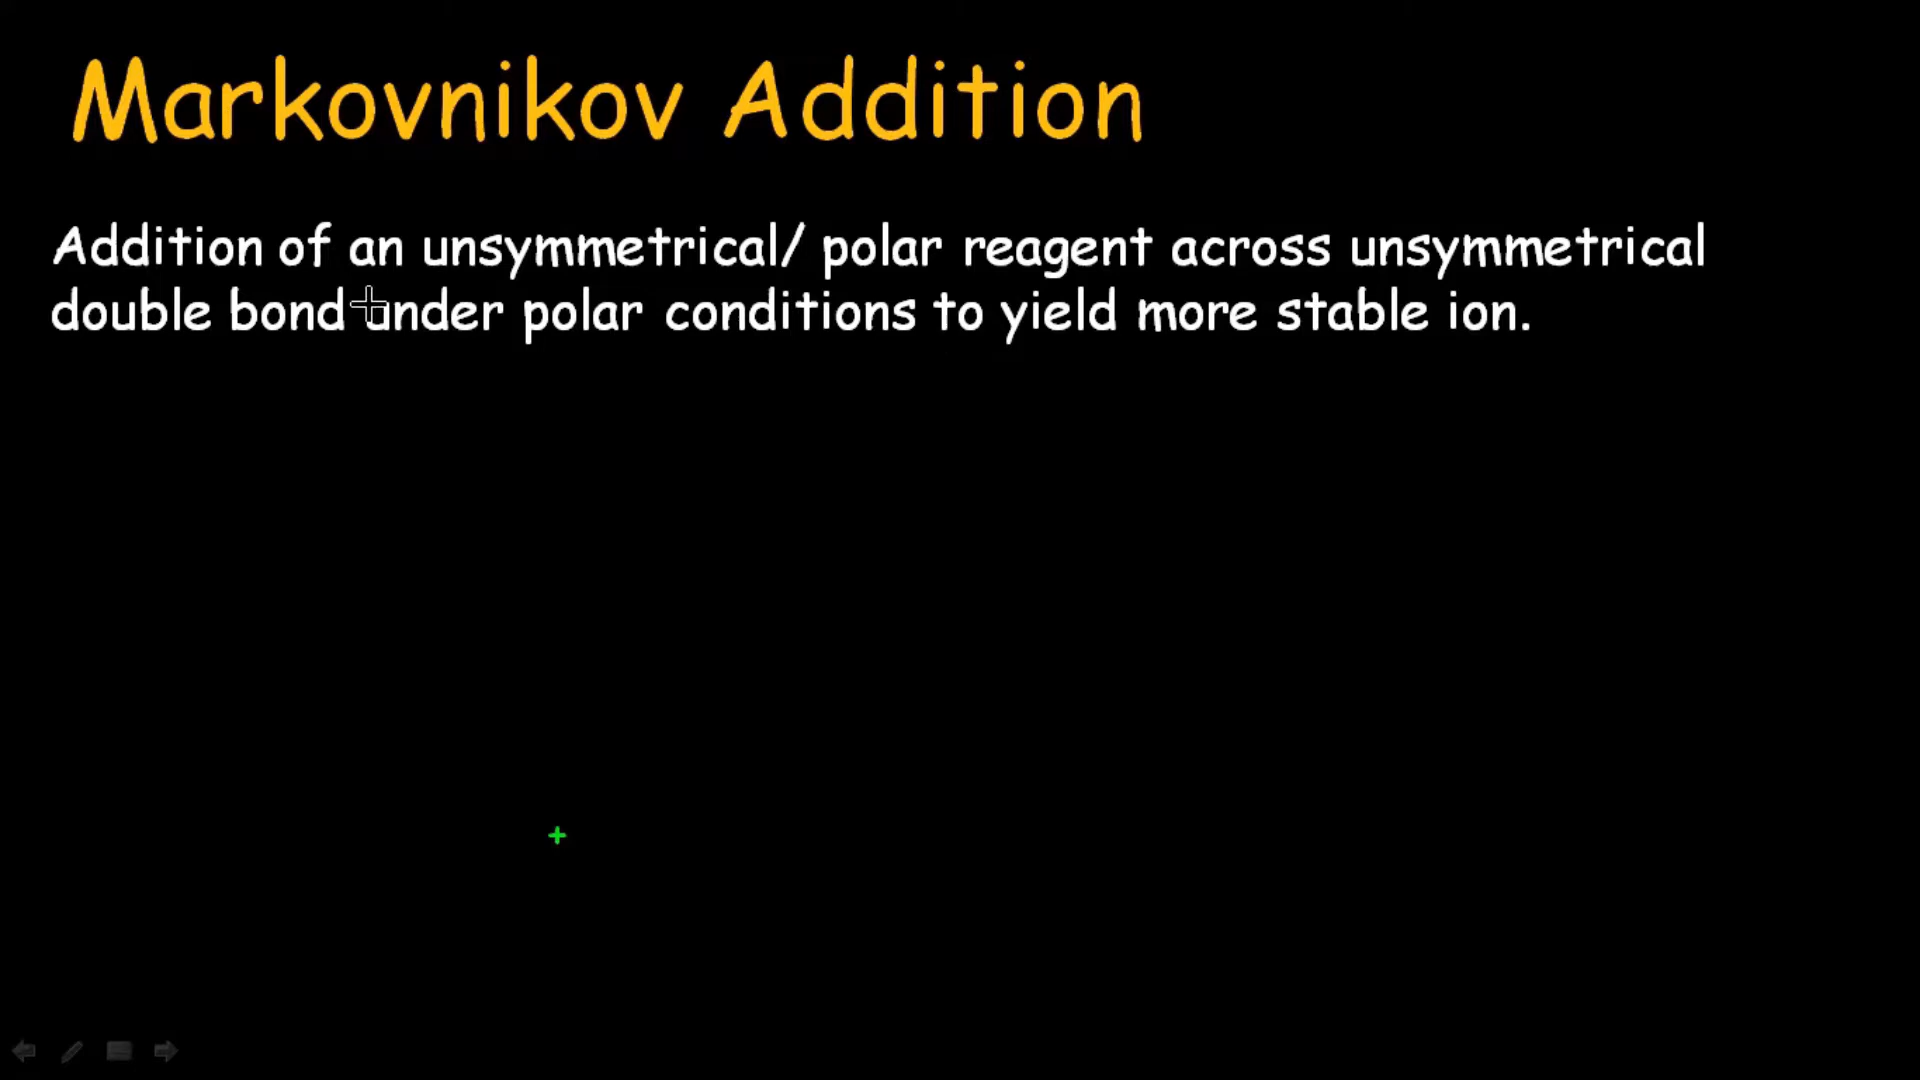 Markovnikov Addition
Addition of an unsymmetrical/ polar reagent across unsymmetrical
double bond under polar conditions to yield more stable ion.
+